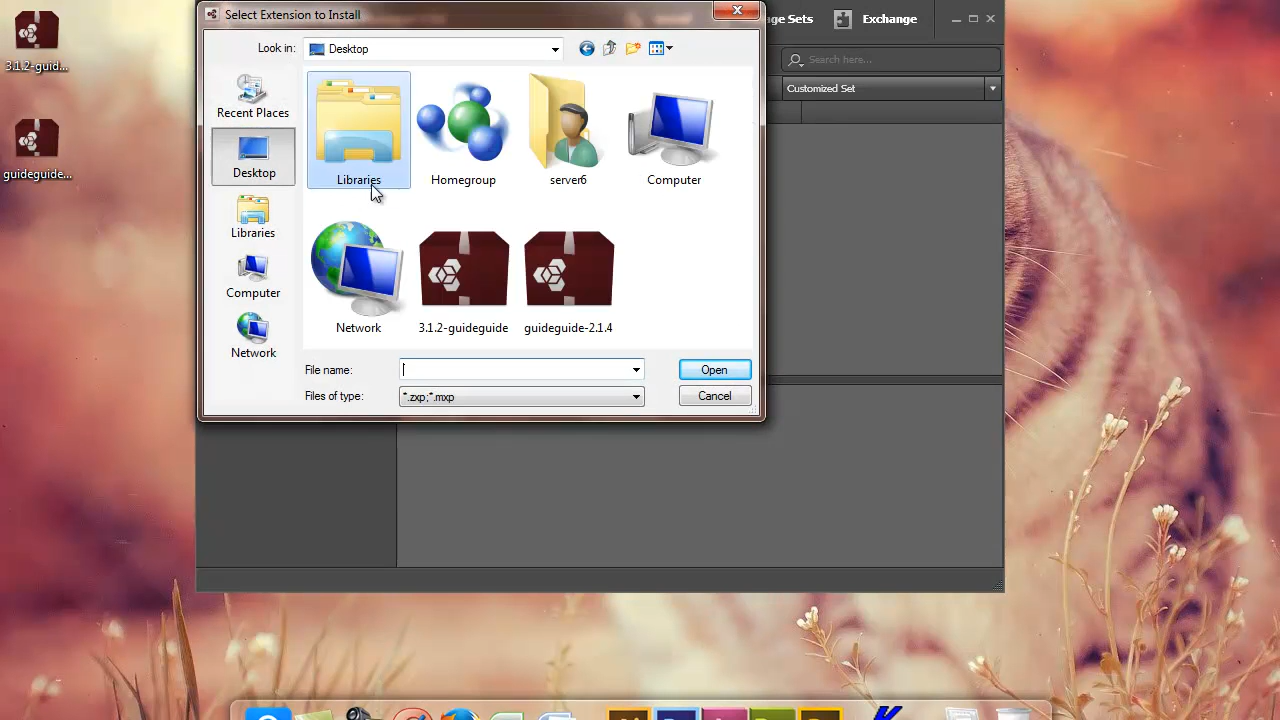 3.1.2-guid...
guideguide...
Select Extension to Install
Look in:
Desktop
Recent Places
Desktop
Libraries
Computer
Network
Libraries
Homegroup
server6
Computer
Network
3.1.2-guideguide
guideguide-2.1.4
File name:
Open
Files of type:
*.zxp;*.mxp
Cancel
ge Sets
Exchange
Search here...
Customized Set